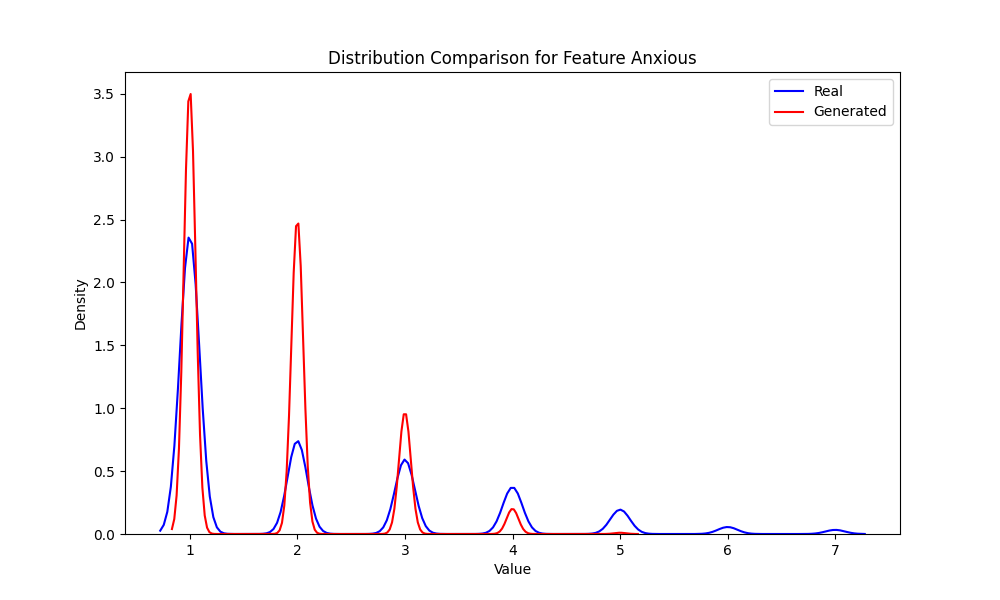 Distribution Comparison for Feature Anxious
Real
Generated
3.5
3.0
2.5
2.0
1.5
1.0
0.5
0.0
Density
1 2 3 4 5 6 7
Value